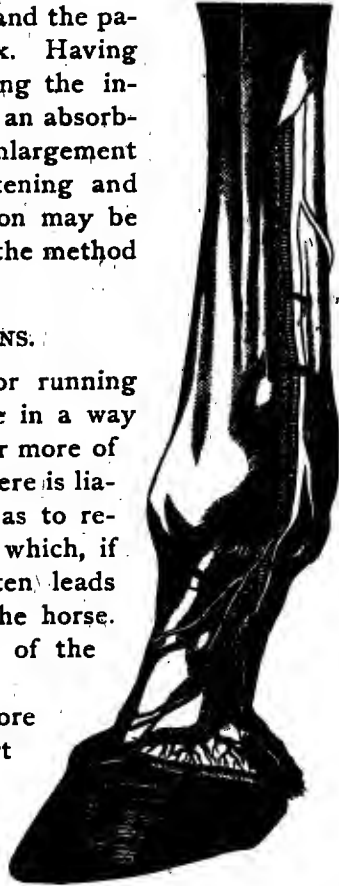 and the pa-
x. Having
ng the in-
an absorb-
nlargement
tening and
on may be
the method
NS.
or running
e in a way
r more of
ere is lia-
as to re-
which, if
ten leads
he horse.
of the
ore
t